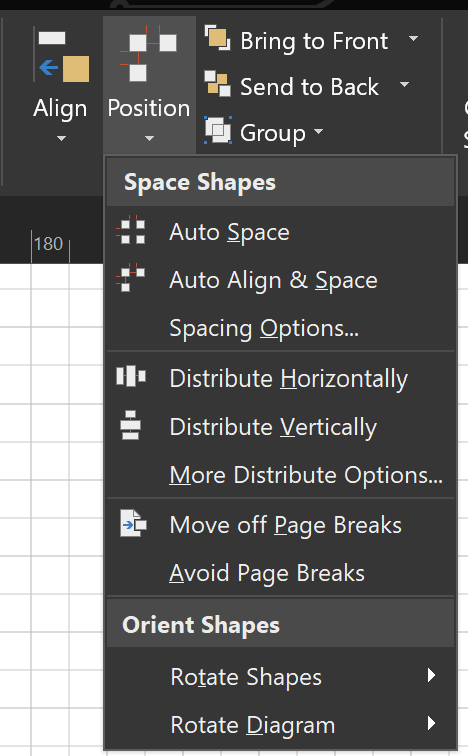 Align
Position
Bring to Front
Send to Back
Group
Space Shapes
180
Auto Space
Auto Align & Space
Spacing Options...
Distribute Horizontally
Distribute Vertically
More Distribute Options...
Move off Page Breaks
Avoid Page Breaks
Orient Shapes
Rotate Shapes
Rotate Diagram